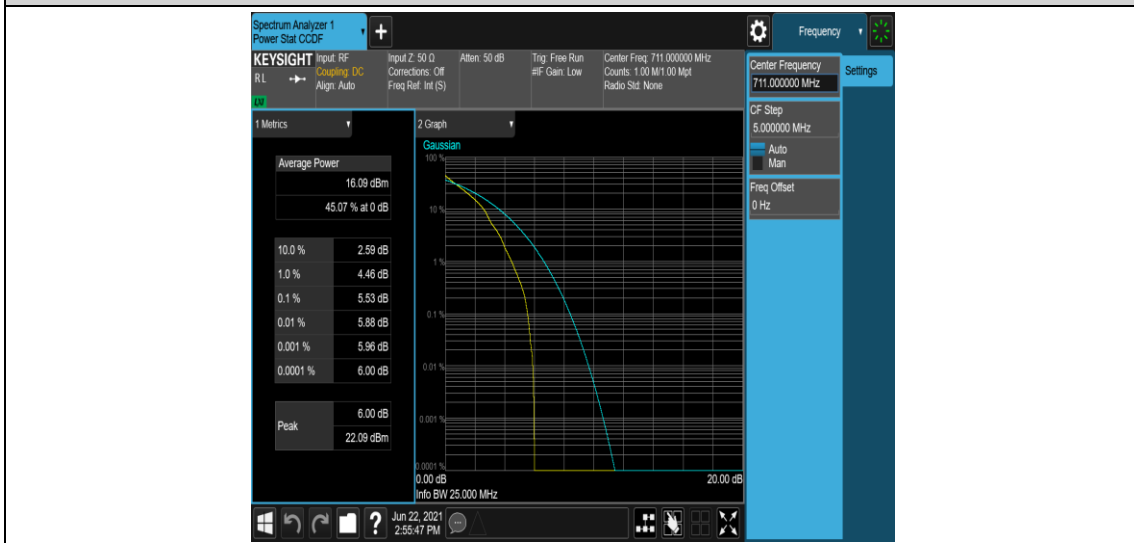 Spectrum Analyzer 1
Power Stat CCDF
+
Frequency
KEYSIGHT
RL
Input: RF
Coupling: DC
Align: Auto
Input Z: 50 Ω
Corrections: Off
Freq Ref: Int (S)
Atten: 50 dB
Trig: Free Run
#IF Gain: Low
Center Freq: 711.000000 MHz
Counts: 1.00 M/1.00 Mpt
Radio Std: None
Center Frequency
711.000000 MHz
Settings
CF Step
5.000000 MHz
Auto
Man
Freq Offset
0 Hz
1 Metrics
Average Power
16.09 dBm
45.07 % at 0 dB
10.0 % 2.59 dB
1.0 % 4.46 dB
0.1 % 5.53 dB
0.01 % 5.88 dB
0.001 % 5.96 dB
0.0001 % 6.00 dB
Peak
6.00 dB
22.09 dBm
2 Graph
Gaussian
100 %
10 %
1 %
0.1 %
0.01 %
0.001 %
0.0001 %
0.00 dB 20.00 dB
Info BW 25.000 MHz
?
Jun 22, 2021
2:55:47 PM